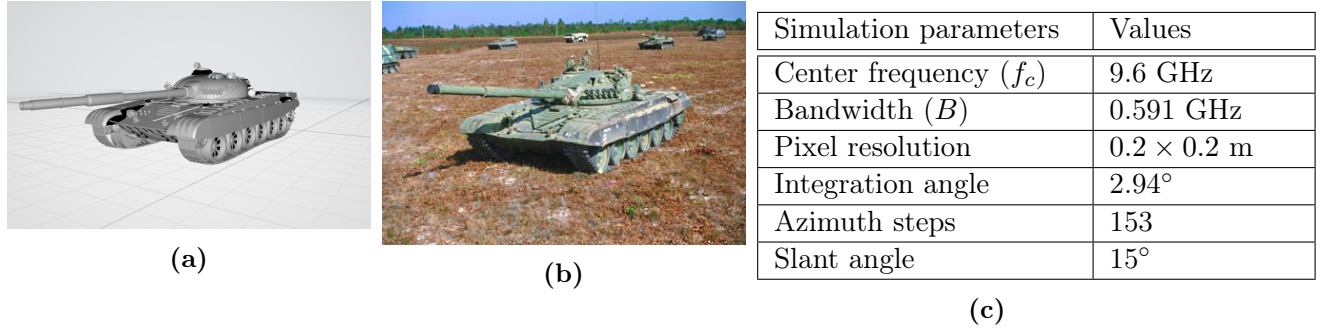 (a)
(b)
Simulation parameters Values
Center frequency (f_c) 9.6 GHz
Bandwidth (B) 0.591 GHz
Pixel resolution 0.2 × 0.2 m
Integration angle 2.94°
Azimuth steps 153
Slant angle 15°
(c)